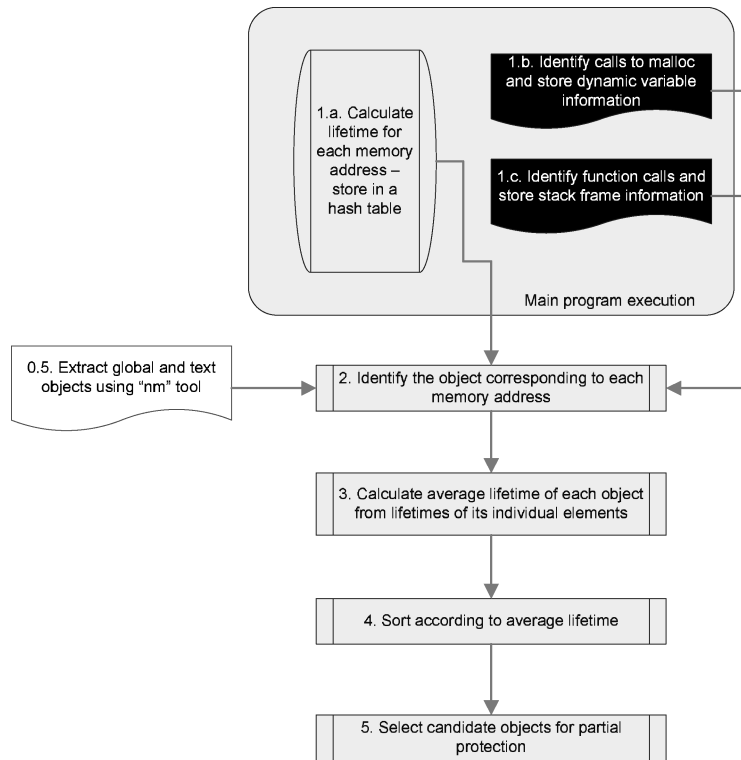 1.a. Calculate
lifetime for
each memory
address –
store in a
hash table
1.b. Identify calls to malloc
and store dynamic variable
information
1.c. Identify function calls and
store stack frame information
Main program execution
0.5. Extract global and text
objects using “nm” tool
2. Identify the object corresponding to each
memory address
3. Calculate average lifetime of each object
from lifetimes of its individual elements
4. Sort according to average lifetime
5. Select candidate objects for partial
protection